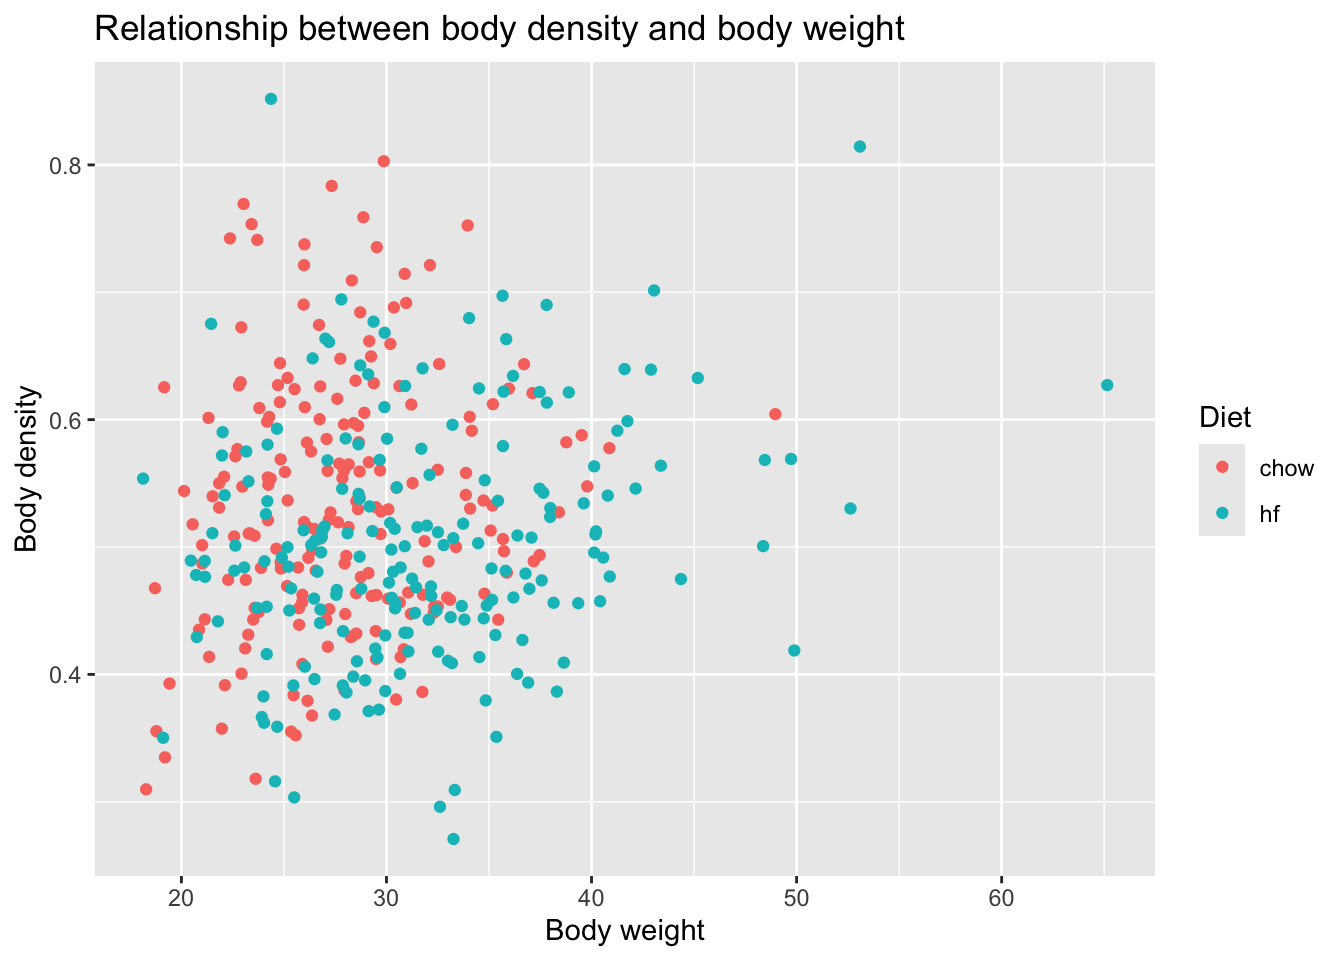 Relationship between body density and body weight
0.8
0.6
0.4
Body density
20 30 40 50 60
Body weight
Diet
chow
hf